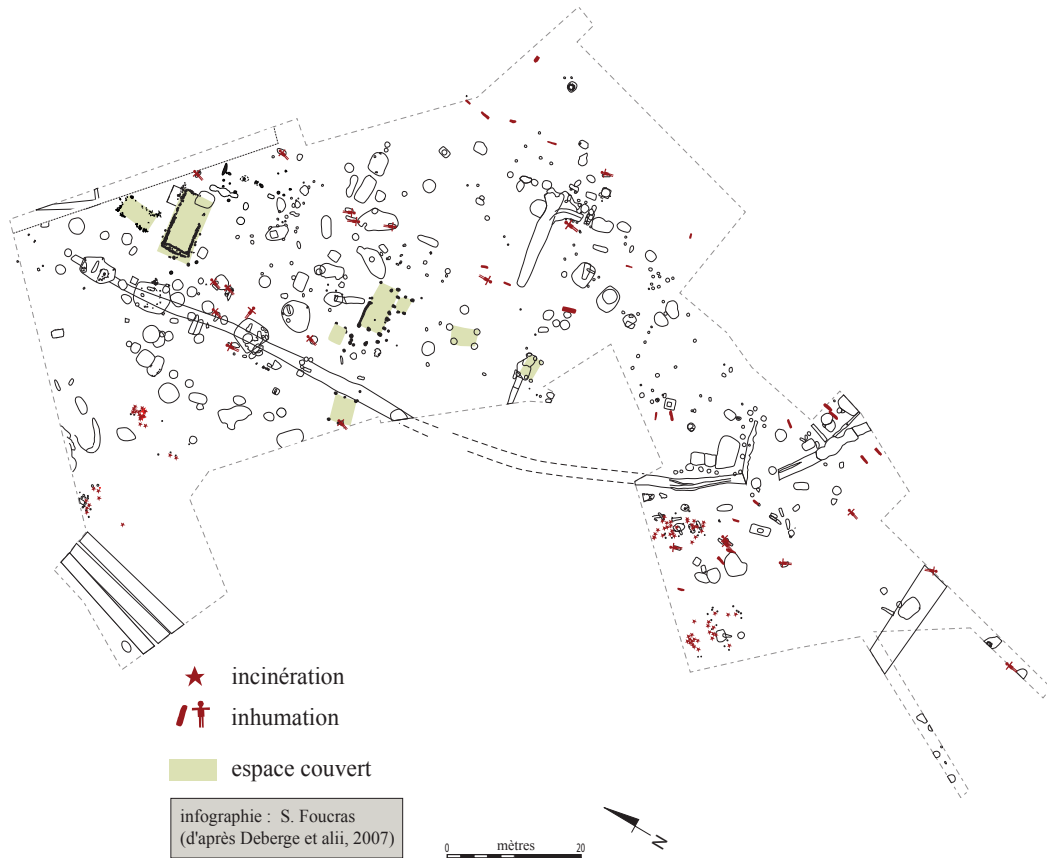 incinération
inhumation
espace couvert
infographie : S. Foucras
(d'après Deberge et alii, 2007)
mètres
0 20
N